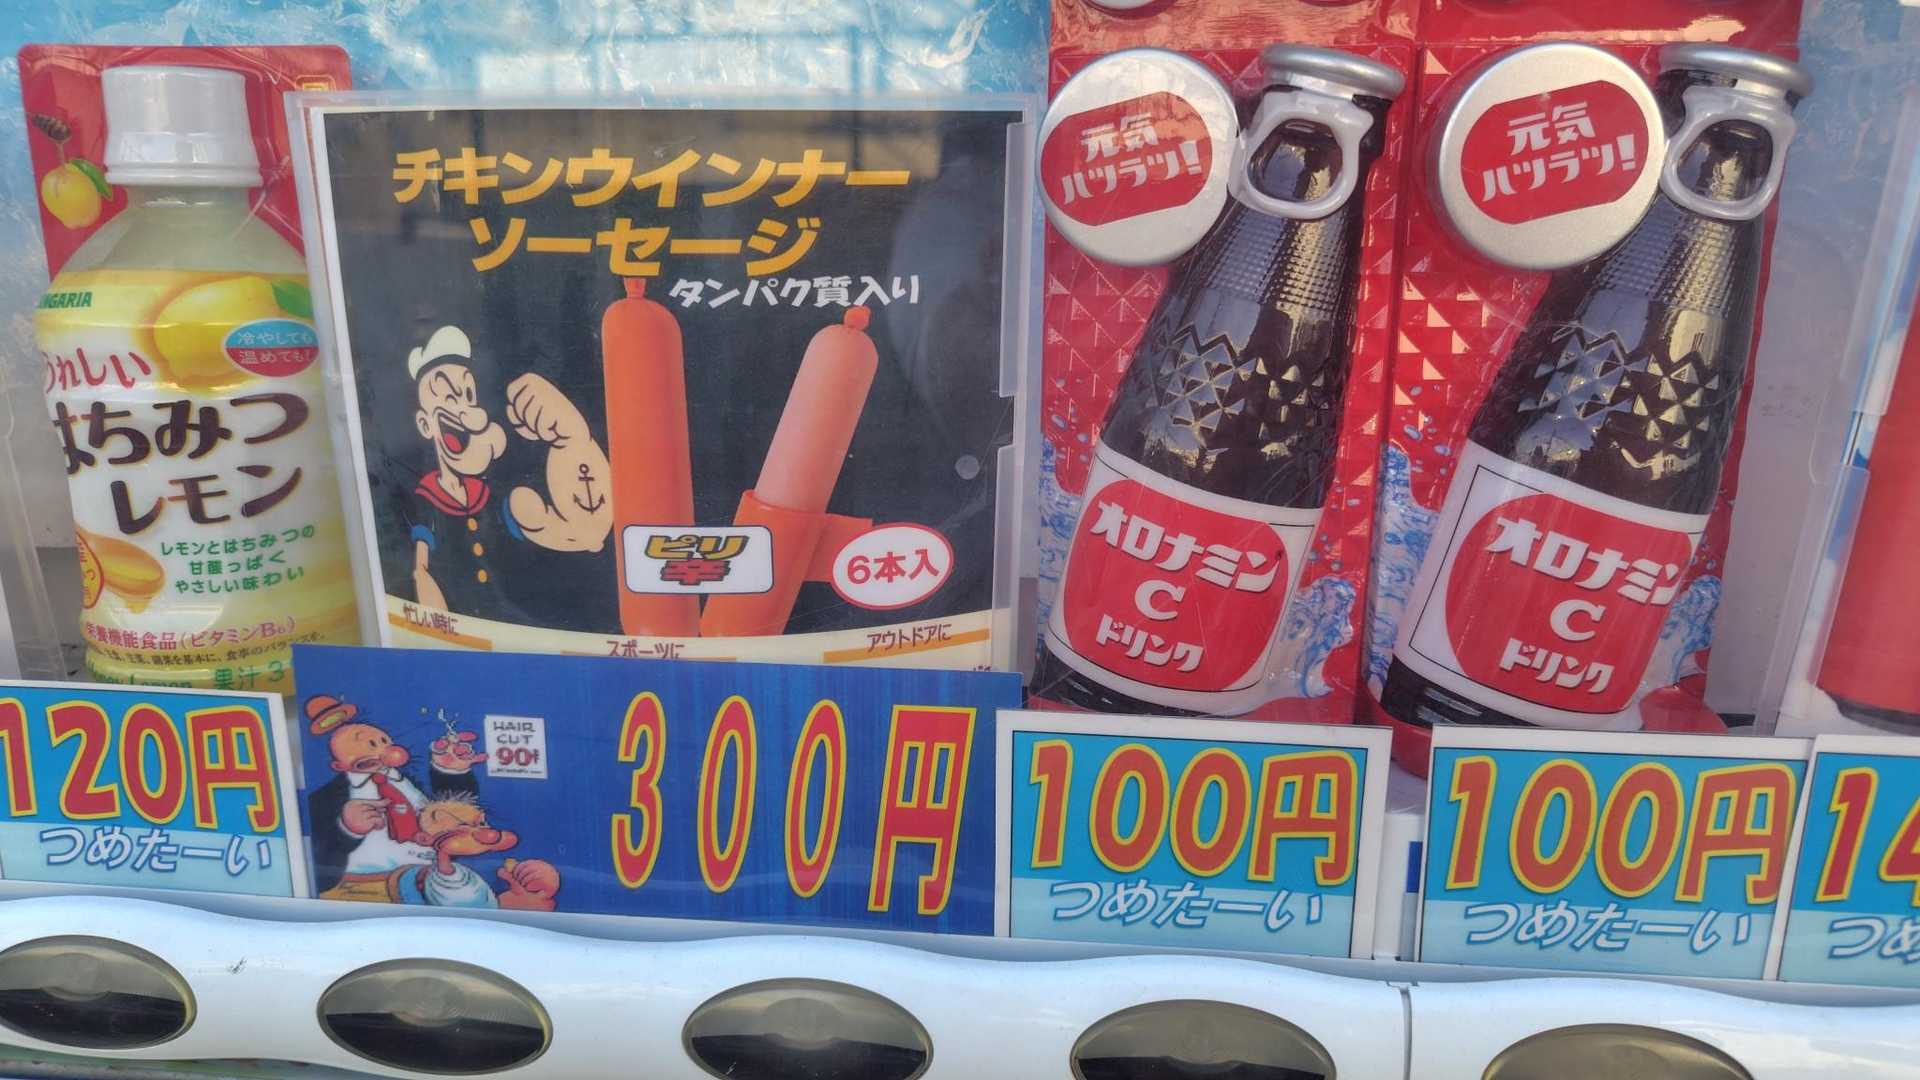 うれしい
はちみつ
レモン
冷やしても
温めても!
レモンとはちみつの
甘酸っぱく
やさしい味わい
栄養機能食品(ビタミンB6)
Honey Lemon 果汁3
120円
つめたーい
チキンウインナー
ソーセージ
タンパク質入り
ピリ
辛
6本入
忙しい時に
スポーツに
アウトドアに
HAIR
CUT
90¢
300円
元気
ハツラツ!
オロナミン
C
ドリンク
100円
つめたーい
元気
ハツラツ!
オロナミン
C
ドリンク
100円
つめたーい
14
つめ